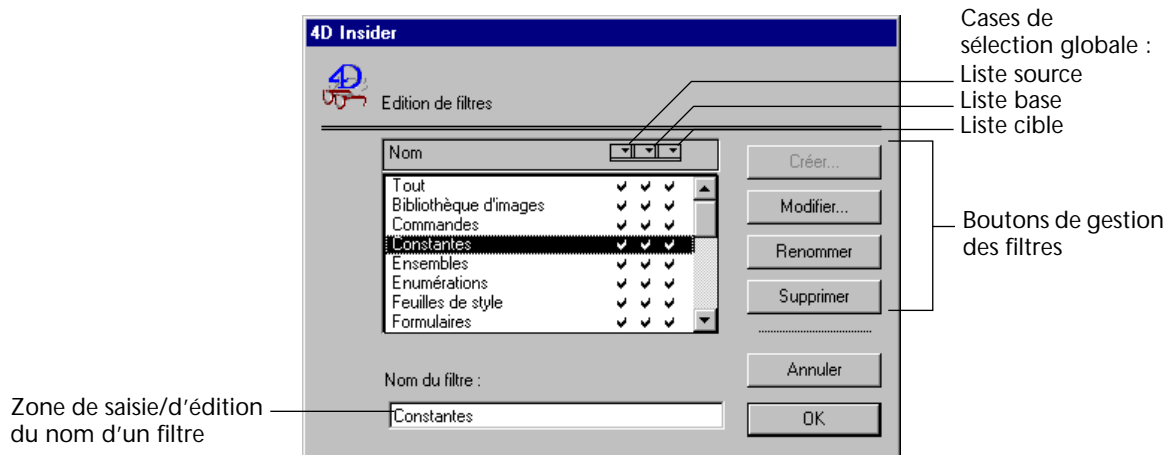 4D Insider
Cases de
sélection globale :
Liste source
Liste base
Liste cible
4D
Edition de filtres
Nom
Tout
Bibliothèque d'images
Commandes
Constantes
Ensembles
Enumérations
Feuilles de style
Formulaires
Créer...
Modifier...
Renommer
Supprimer
Boutons de gestion
des filtres
Annuler
OK
Nom du filtre :
Constantes
Zone de saisie/d’édition
du nom d’un filtre